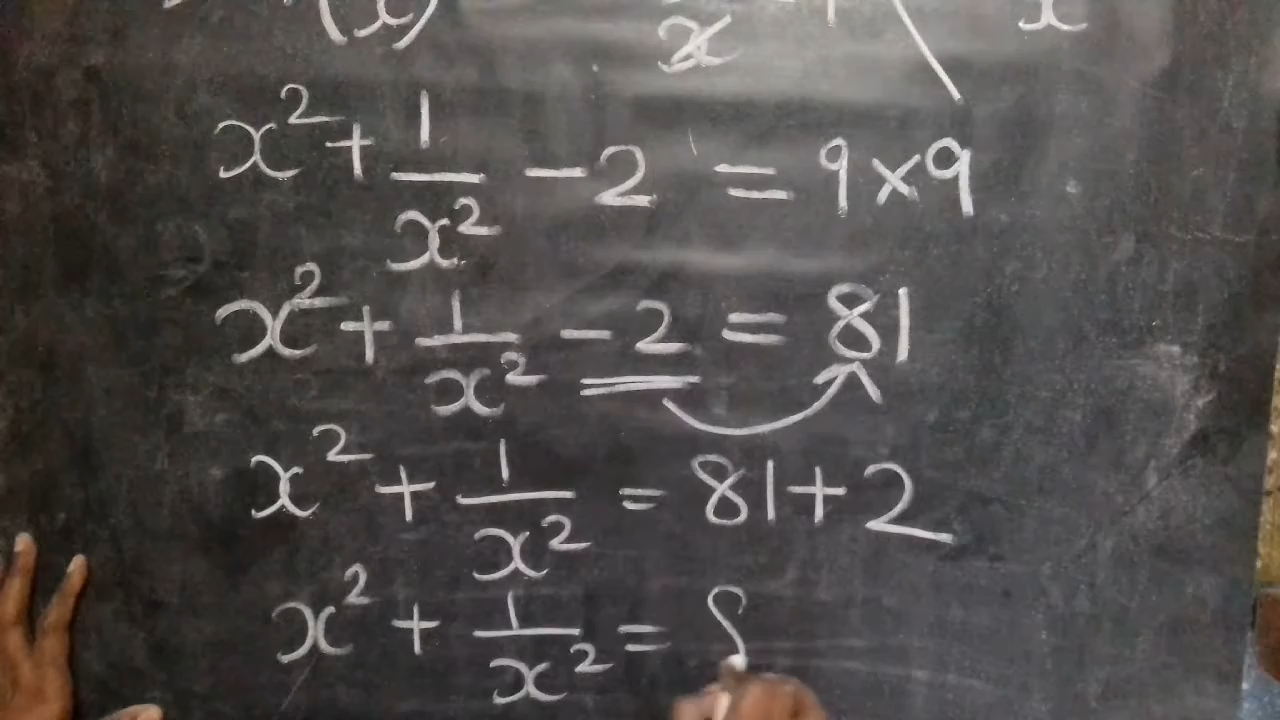 (x) x x
x² + 1/x² - 2 = 9 × 9
x² + 1/x² - 2 = 81
x² + 1/x² = 81 + 2
x² + 1/x² =